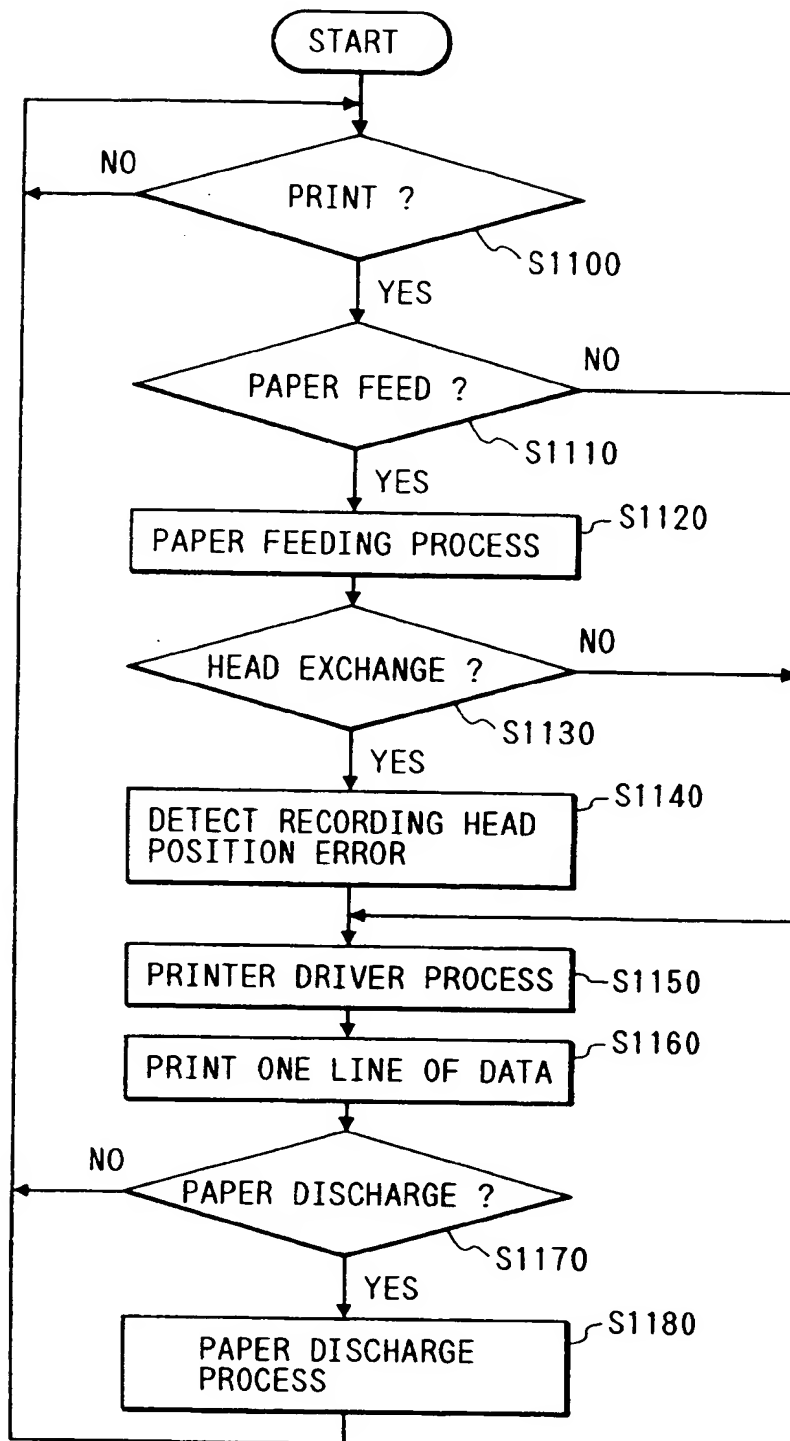 START
NO
PRINT ?
S1100
YES
NO
PAPER FEED ?
S1110
YES
S1120
PAPER FEEDING PROCESS
NO
HEAD EXCHANGE ?
S1130
YES
S1140
DETECT RECORDING HEAD
POSITION ERROR
PRINTER DRIVER PROCESS
S1150
S1160
PRINT ONE LINE OF DATA
NO
PAPER DISCHARGE ?
S1170
YES
S1180
PAPER DISCHARGE
PROCESS